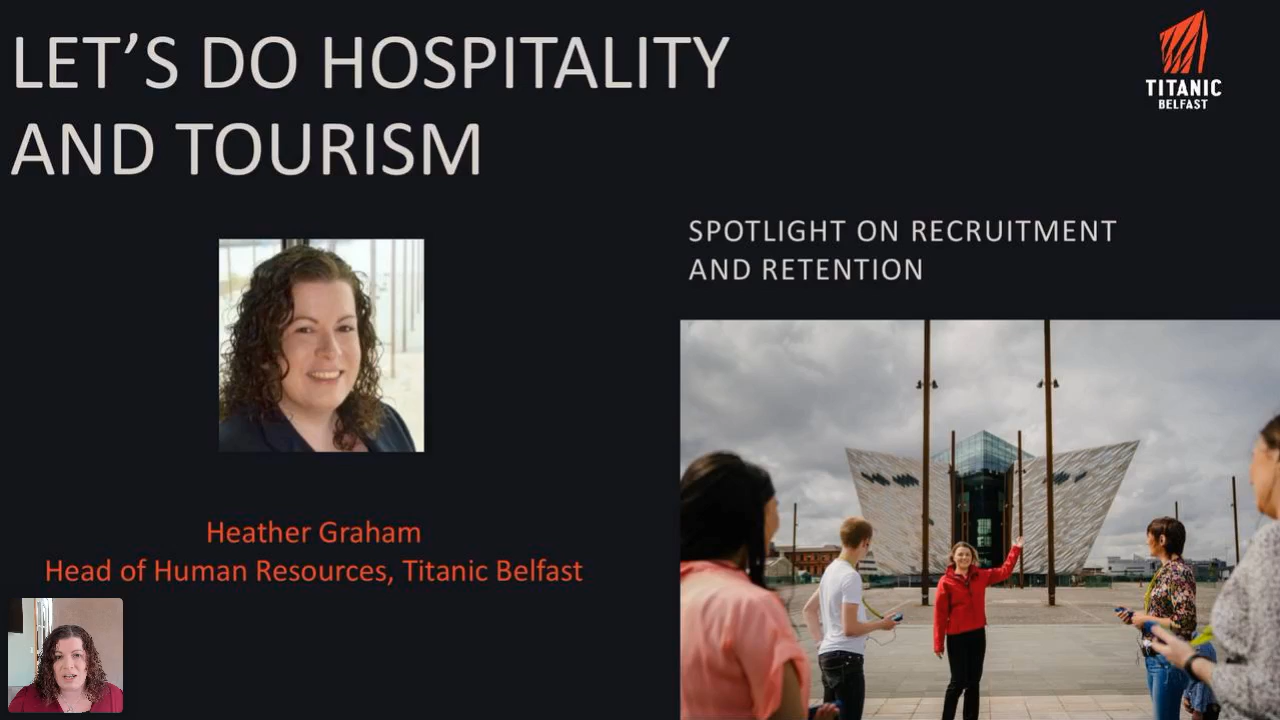 LET’S DO HOSPITALITY
AND TOURISM
TITANIC
BELFAST
SPOTLIGHT ON RECRUITMENT
AND RETENTION
Heather Graham
Head of Human Resources, Titanic Belfast